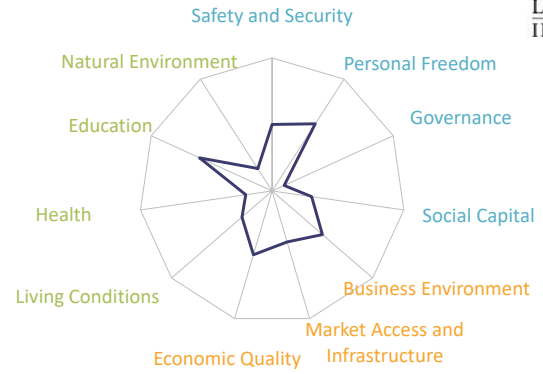 Safety and Security
Natural Environment
Personal Freedom
Education
Governance
Health
Social Capital
Business Environment
Living Conditions
Market Access and
Infrastructure
Economic Quality